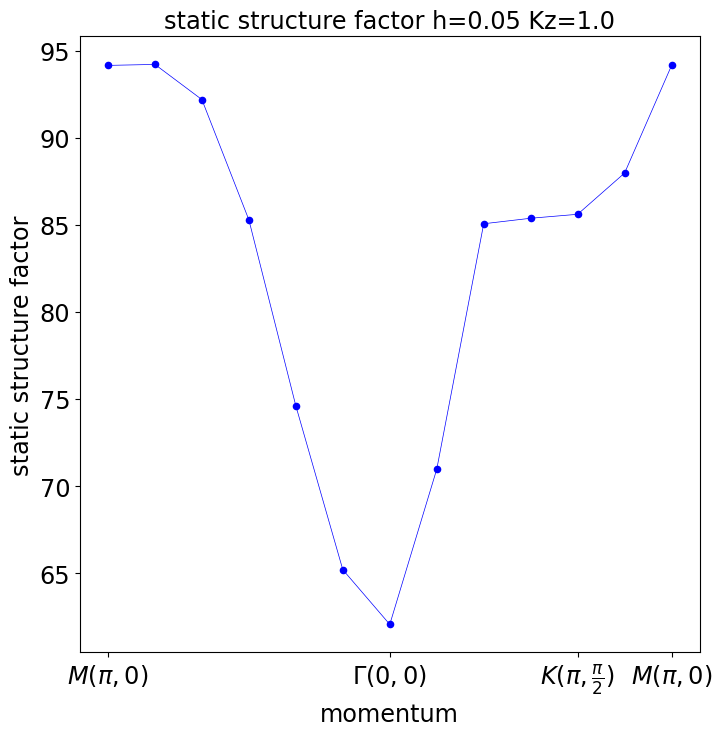 static structure factor h=0.05 Kz=1.0
static structure factor
95
90
85
80
75
70
65
M(π, 0)
Γ(0, 0)
K(π, π/2)
M(π, 0)
momentum